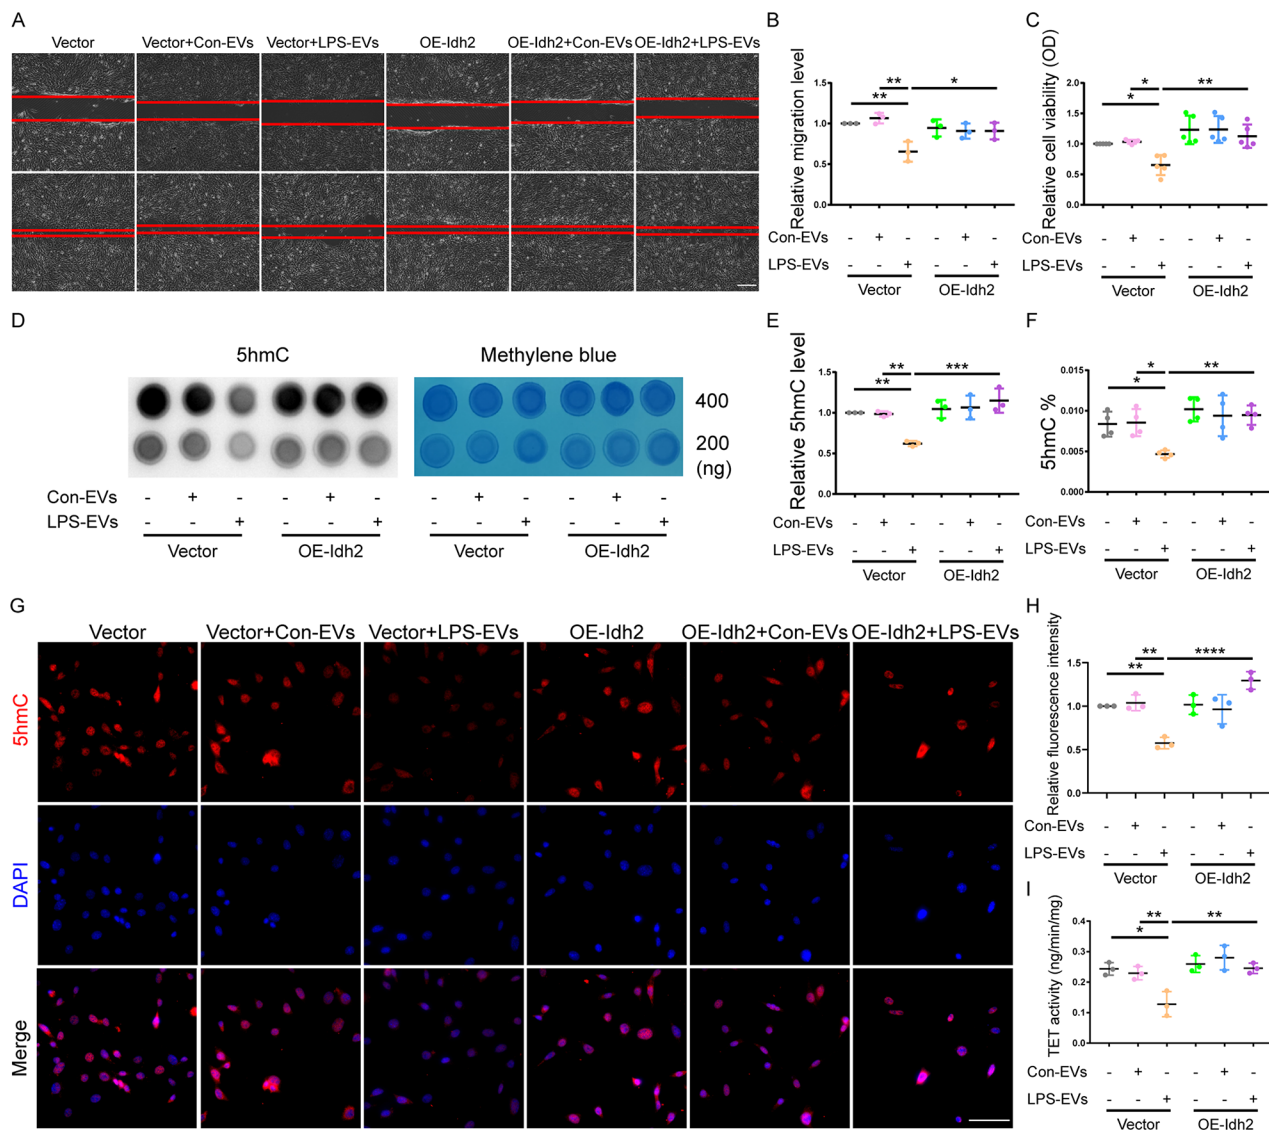 A
Vector Vector+Con-EVs Vector+LPS-EVs OE-Idh2 OE-Idh2+Con-EVs OE-Idh2+LPS-EVs
B
Relative migration level
1.5
1.0
0.5
0.0
** ** *
Con-EVs - + - - + -
LPS-EVs - - + - - +
Vector OE-Idh2
C
Relative cell viability (OD)
2.0
1.5
1.0
0.5
0.0
* * **
- + - - + -
- - + - - +
Vector OE-Idh2
D
5hmC Methylene blue
400
200
(ng)
Con-EVs - + - - + - - + - - + -
LPS-EVs - - + - - + - - + - - +
Vector OE-Idh2 Vector OE-Idh2
E
Relative 5hmC level
1.5
1.0
0.5
0.0
** ** ***
Con-EVs - + - - + -
LPS-EVs - - + - - +
Vector OE-Idh2
F
5hmC %
0.015
0.010
0.005
0.000
* * **
Con-EVs - + - - + -
LPS-EVs - - + - - +
Vector OE-Idh2
G
Vector Vector+Con-EVs Vector+LPS-EVs OE-Idh2 OE-Idh2+Con-EVs OE-Idh2+LPS-EVs
5hmC
DAPI
Merge
H
Relative fluorescence intensity
1.5
1.0
0.5
0.0
** ** ****
Con-EVs - + - - + -
LPS-EVs - - + - - +
Vector OE-Idh2
I
TET activity (ng/min/mg)
0.4
0.3
0.2
0.1
0.0
* ** **
Con-EVs - + - - + -
LPS-EVs - - + - - +
Vector OE-Idh2